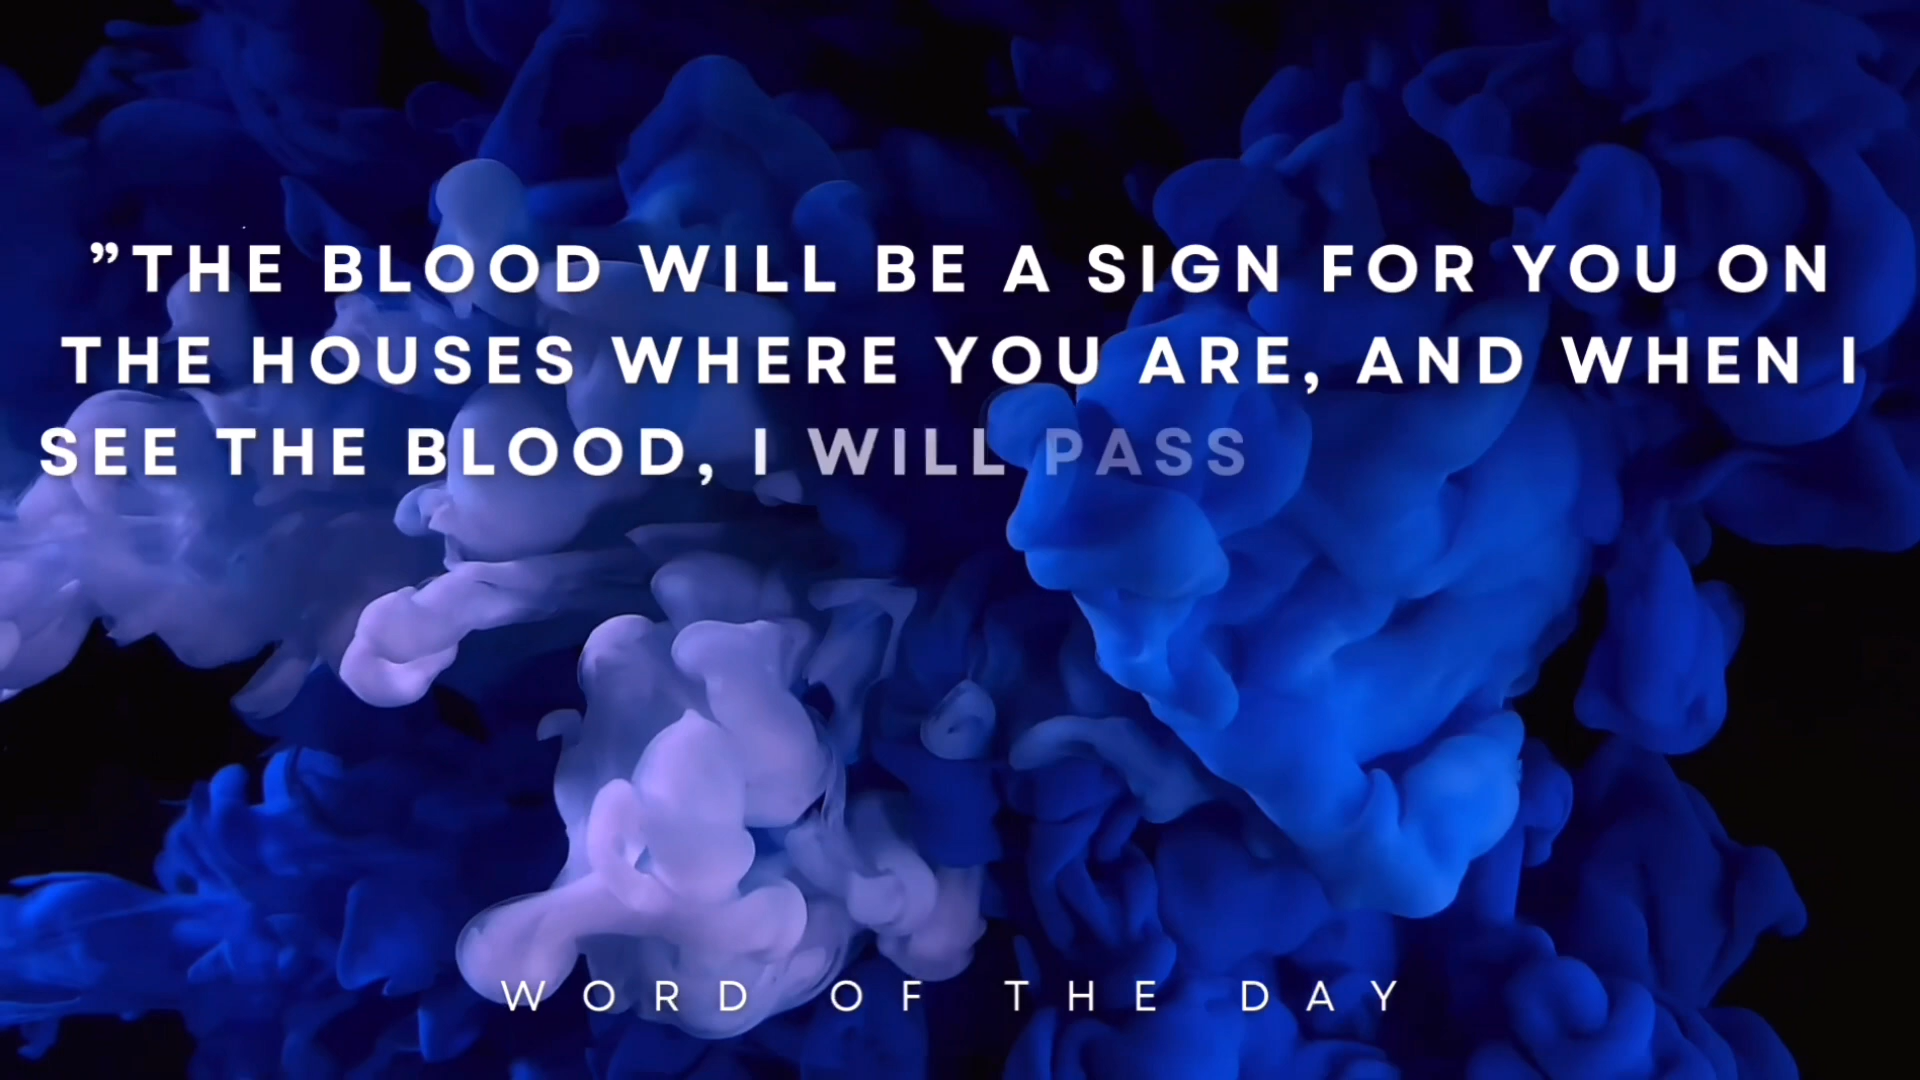 ”THE BLOOD WILL BE A SIGN FOR YOU ON
THE HOUSES WHERE YOU ARE, AND WHEN I
SEE THE BLOOD, I WILL PASS
WORD OF THE DAY